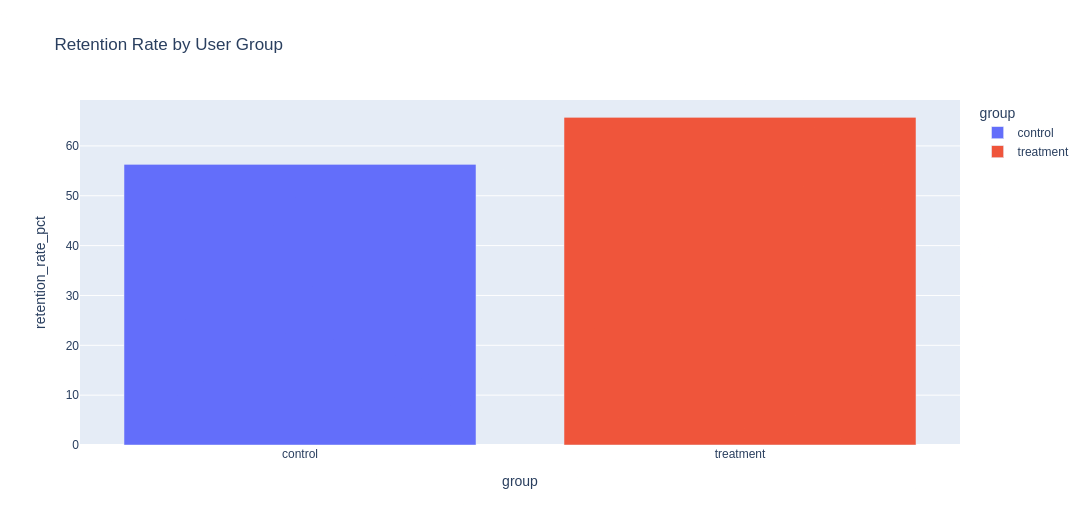 Retention Rate by User Group
group
control
treatment
retention_rate_pct
60
50
40
30
20
10
0
control
treatment
group